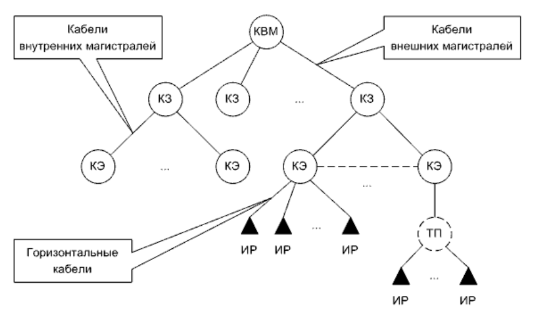 Кабели
внутренних магистралей
КВМ
Кабели
внешних магистралей
КЗ
КЗ
...
КЗ
КЭ
...
КЭ
КЭ
КЭ
...
Горизонтальные
кабели
...
ИР
ИР
ИР
ТП
...
ИР
ИР